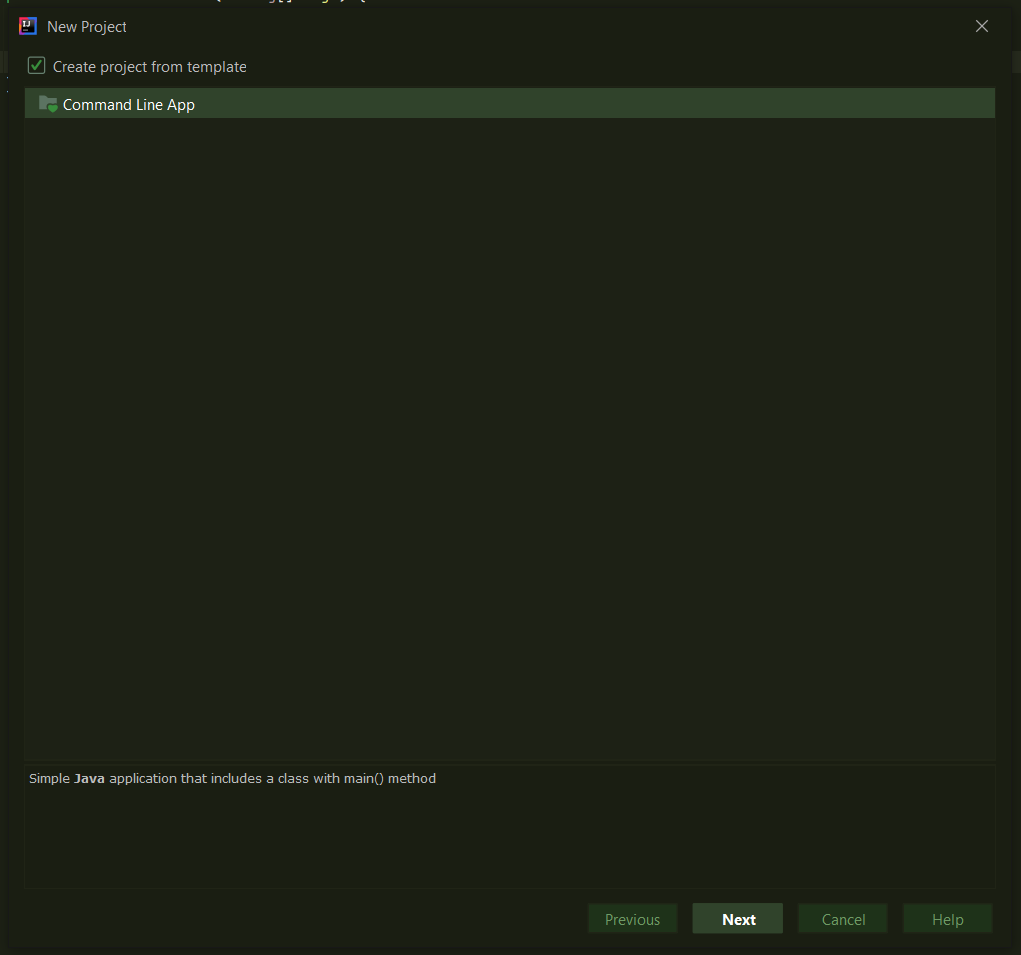 New Project
Create project from template
Command Line App
Simple Java application that includes a class with main() method
Previous Next Cancel Help